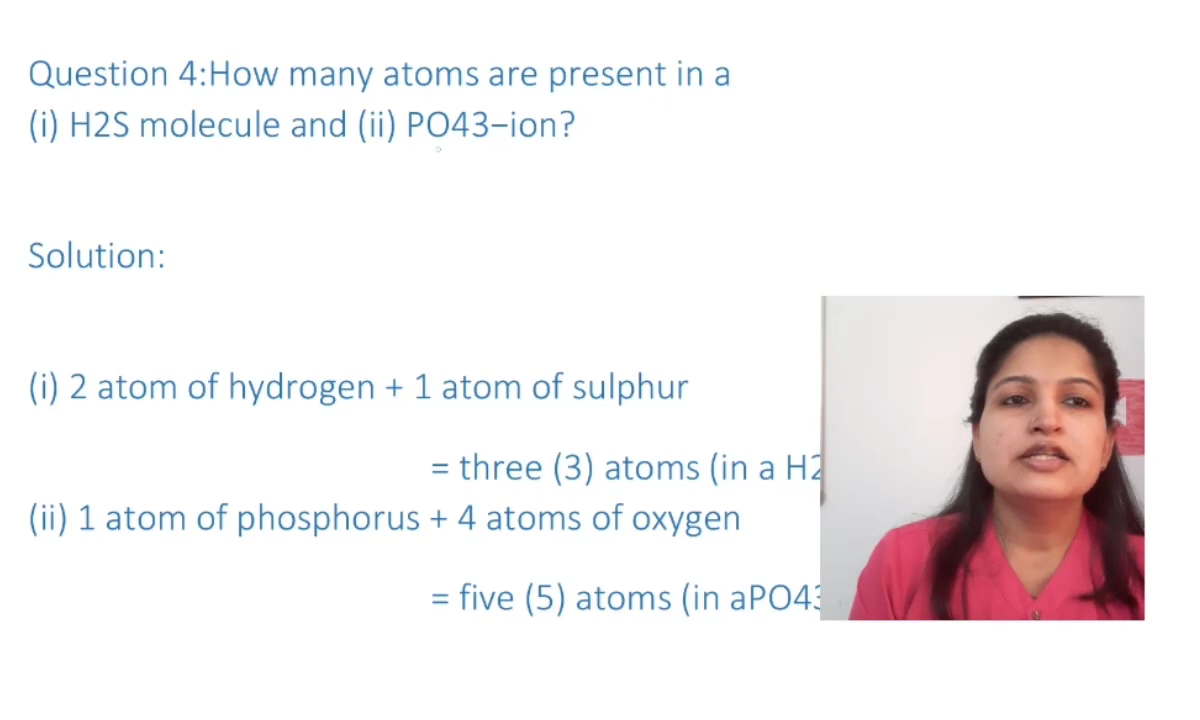 Question 4:How many atoms are present in a
(i) H2S molecule and (ii) PO43−ion?
Solution:
(i) 2 atom of hydrogen + 1 atom of sulphur
= three (3) atoms (in a H2
(ii) 1 atom of phosphorus + 4 atoms of oxygen
= five (5) atoms (in aPO43